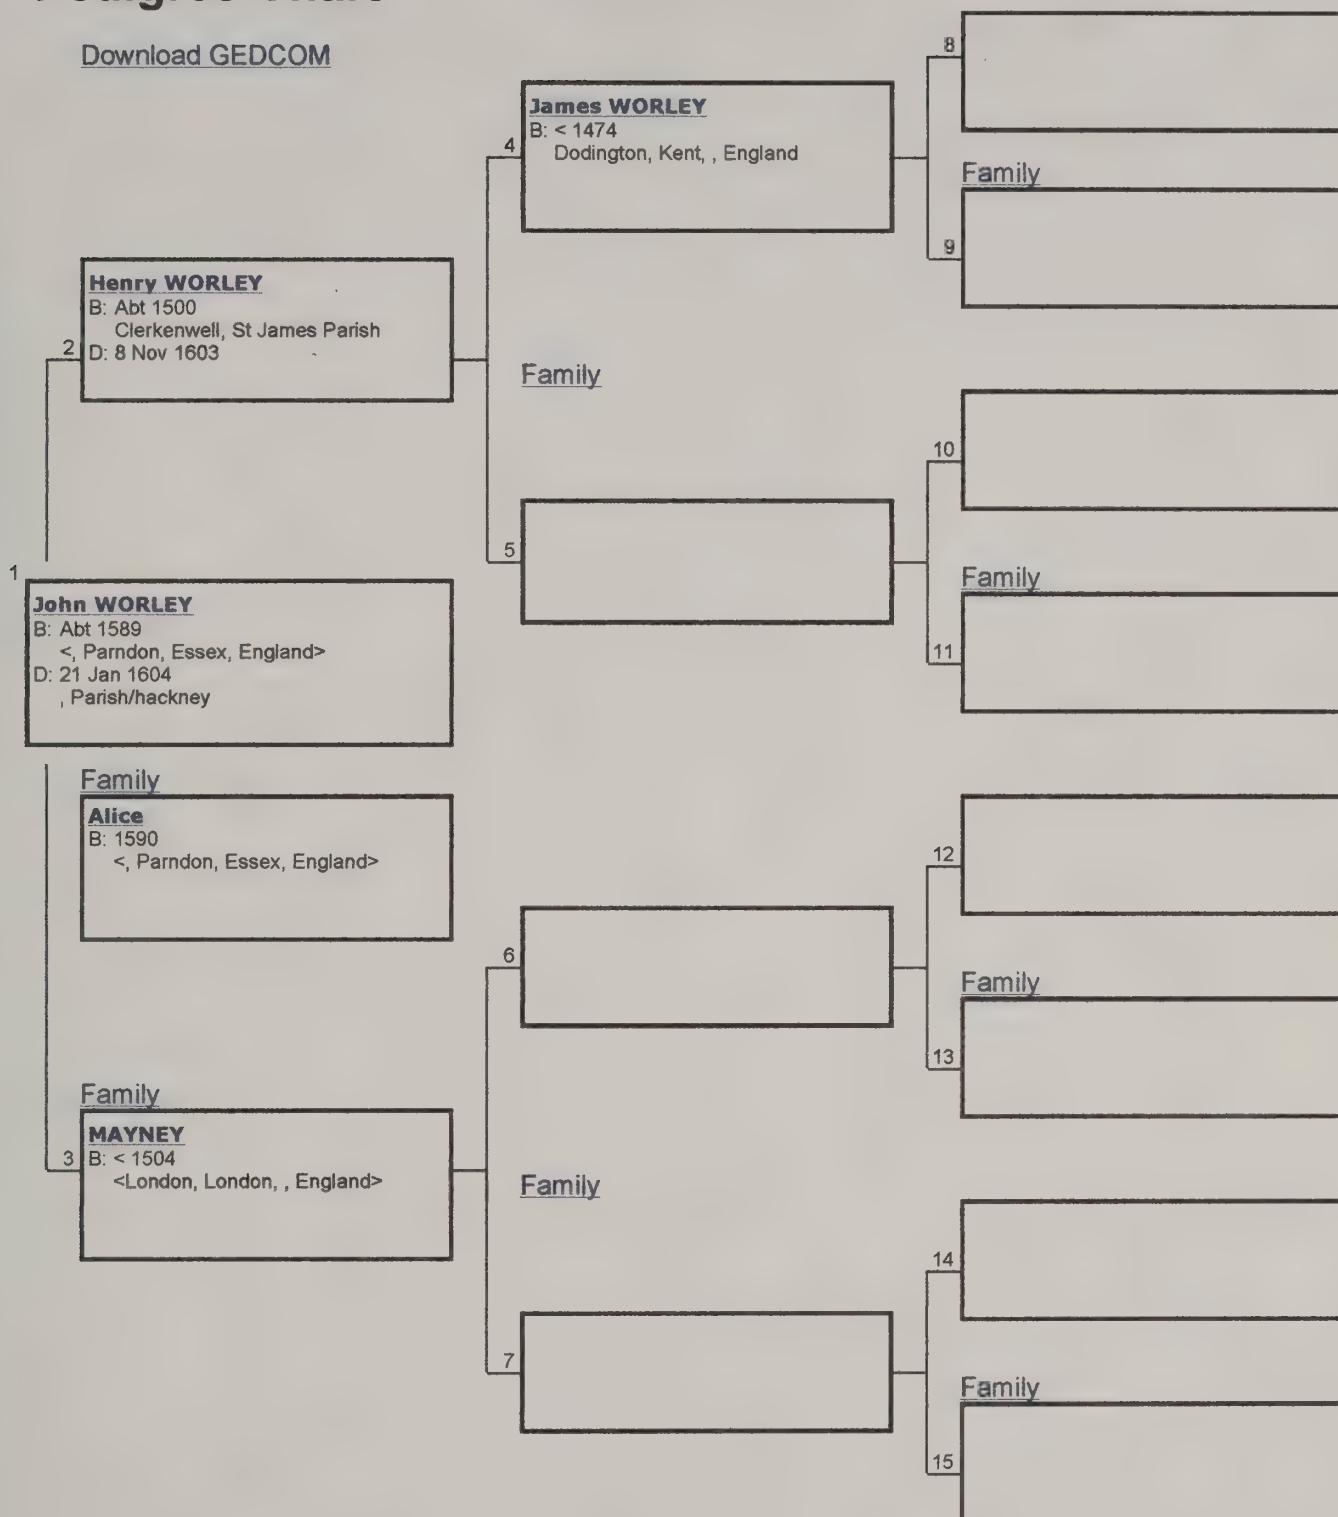 Download GEDCOM
8
James WORLEY
B: < 1474
Dodington, Kent, , England
4
Family
9
Henry WORLEY
B: Abt 1500
Clerkenwell, St James Parish
D: 8 Nov 1603
2
Family
10
5
Family
11
1
John WORLEY
B: Abt 1589
<, Parndon, Essex, England>
D: 21 Jan 1604
, Parish/hackney
Family
Alice
B: 1590
<, Parndon, Essex, England>
12
6
Family
13
Family
MAYNEY
B: < 1504
<London, London, , England>
3
Family
14
7
Family
15